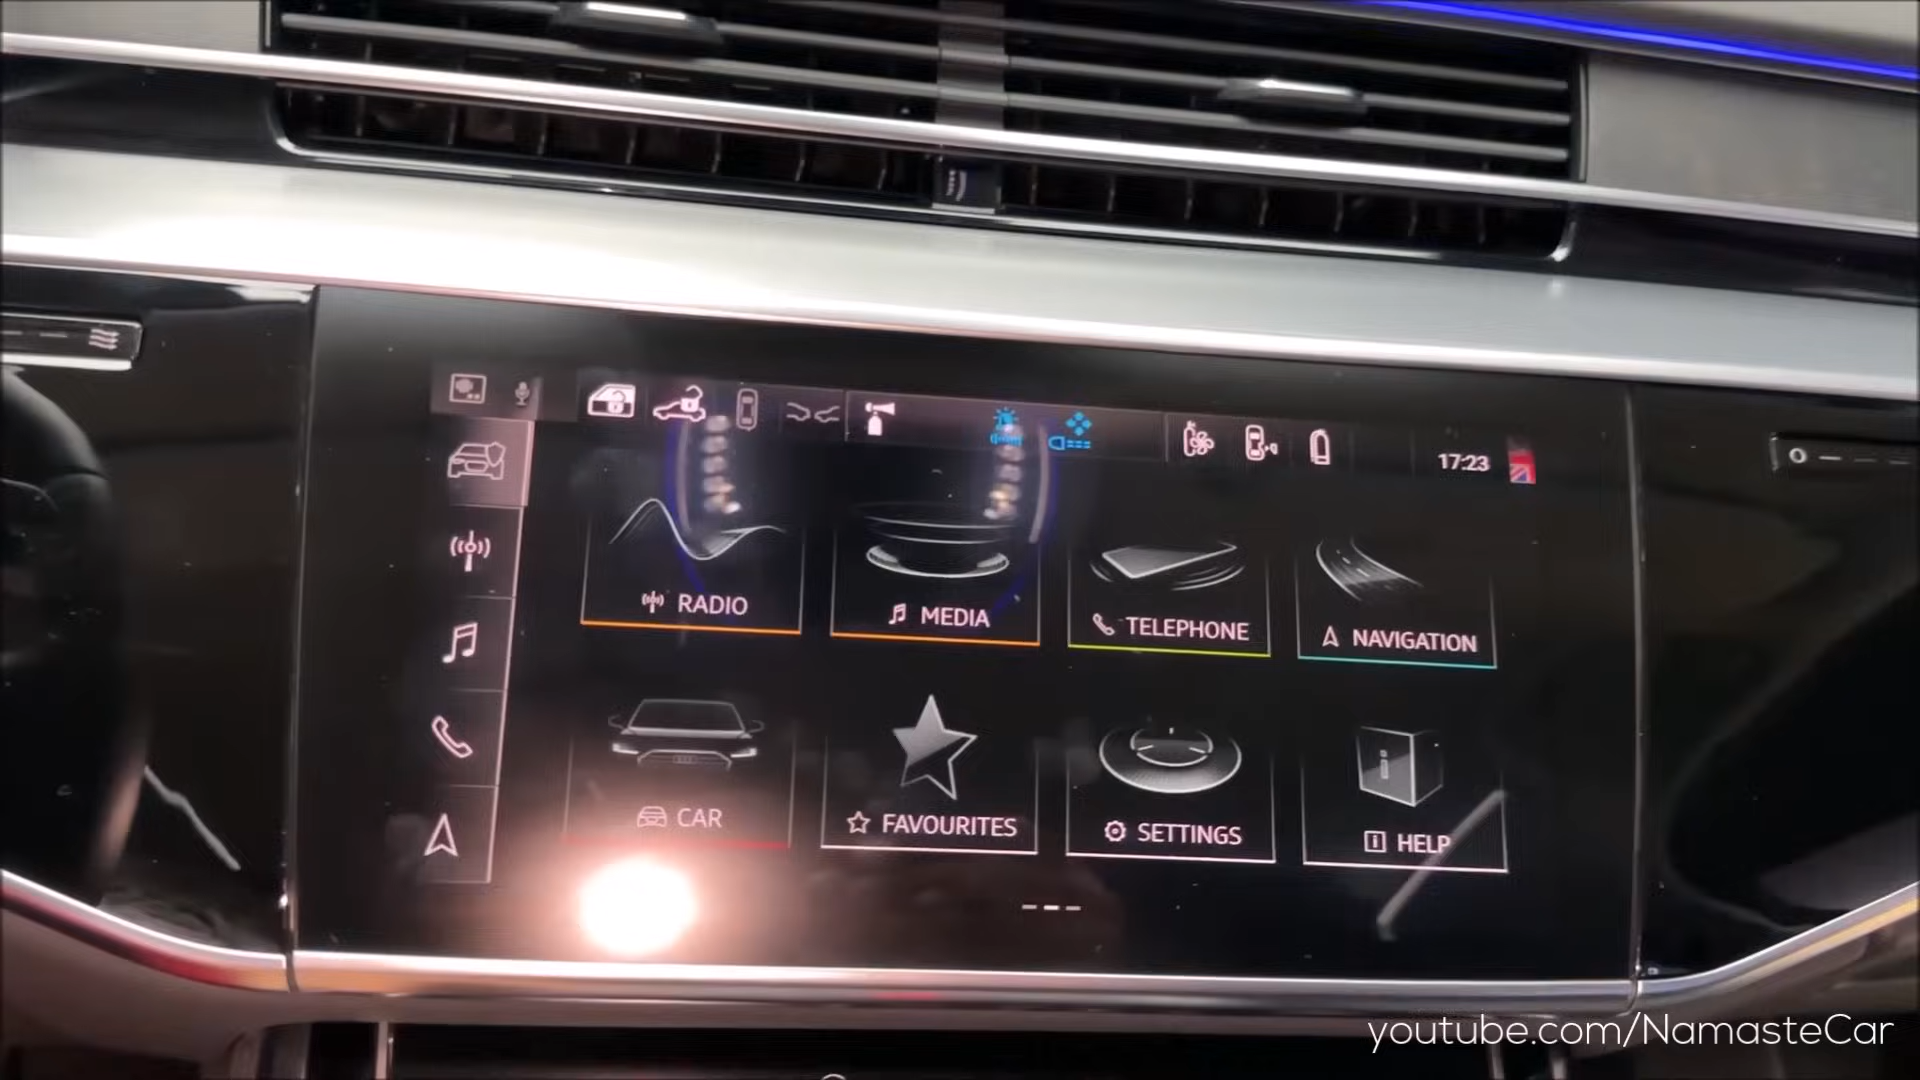 17:23
RADIO
MEDIA
TELEPHONE
NAVIGATION
CAR
FAVOURITES
SETTINGS
HELP
youtube.com/NamasteCar